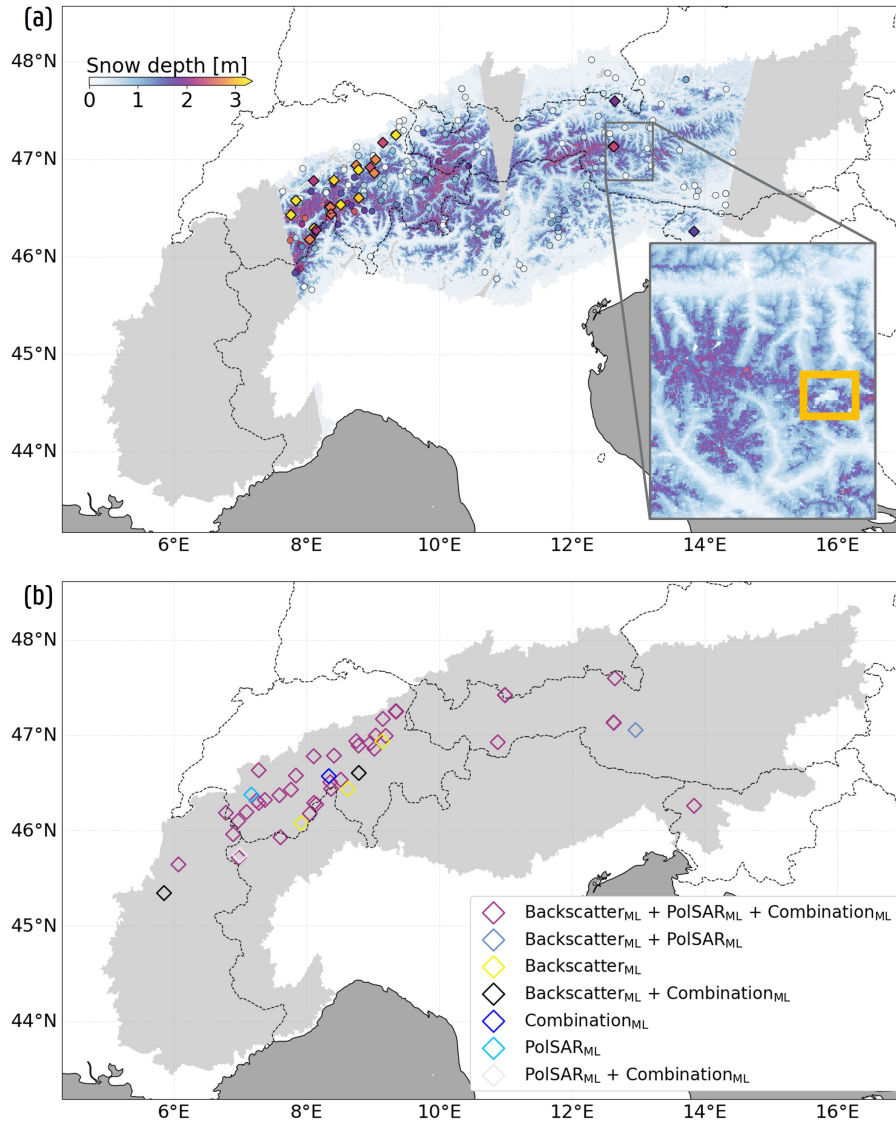 (a)
48°N
47°N
46°N
45°N
44°N
Snow depth [m]
0 1 2 3
6°E 8°E 10°E 12°E 14°E 16°E
(b)
48°N
47°N
46°N
45°N
44°N
Backscatter_ML + PolSAR_ML + Combination_ML
Backscatter_ML + PolSAR_ML
Backscatter_ML
Backscatter_ML + Combination_ML
Combination_ML
PolSAR_ML
PolSAR_ML + Combination_ML
6°E 8°E 10°E 12°E 14°E 16°E